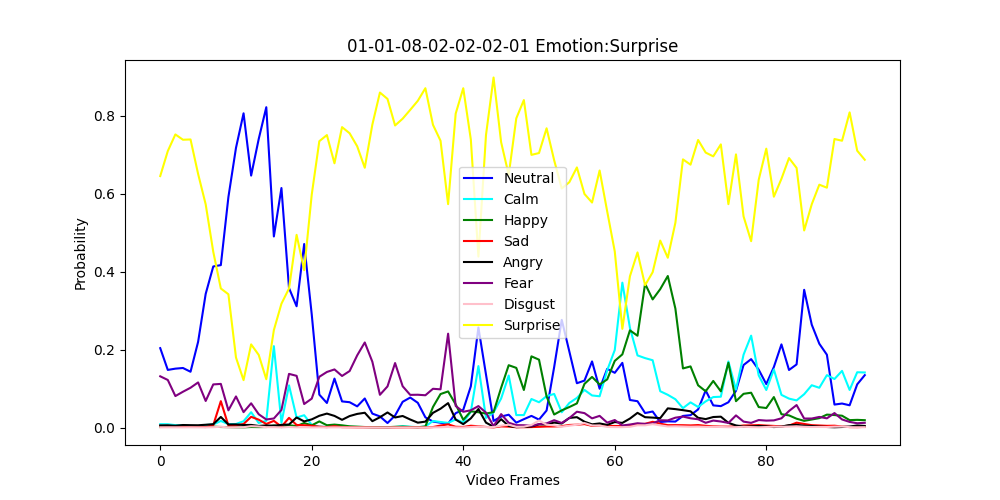 01-01-08-02-02-02-01 Emotion:Surprise
Probability
0.8
0.6
0.4
0.2
0.0
Neutral
Calm
Happy
Sad
Angry
Fear
Disgust
Surprise
0 20 40 60 80
Video Frames